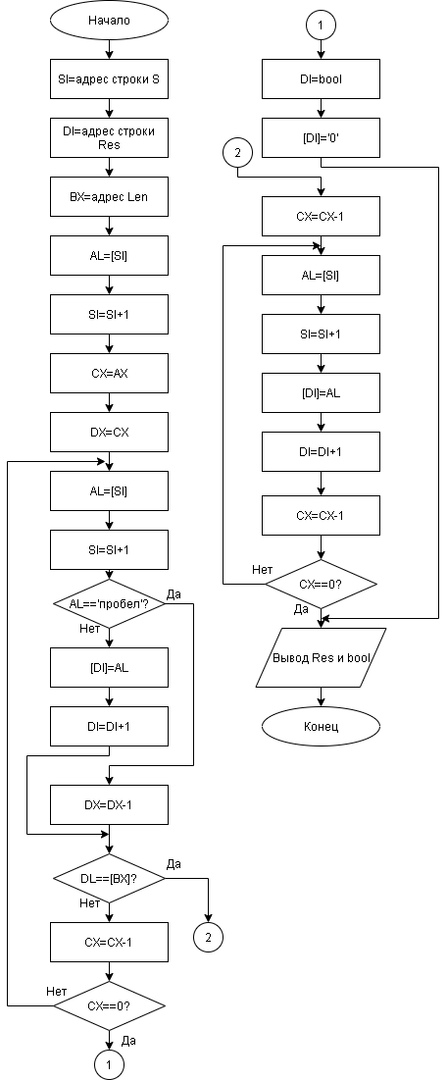 Начало
SI=адрес строки S
DI=адрес строки
Res
BX=адрес Len
AL=[SI]
SI=SI+1
CX=AX
DX=CX
AL=[SI]
SI=SI+1
AL=='пробел'?
Да
Нет
[DI]=AL
DI=DI+1
DX=DX-1
DL==[BX]?
Да
Нет
2
CX=CX-1
CX==0?
Нет
Да
1
1
DI=bool
[DI]='0'
2
CX=CX-1
AL=[SI]
SI=SI+1
[DI]=AL
DI=DI+1
CX=CX-1
CX==0?
Нет
Да
Вывод Res и bool
Конец